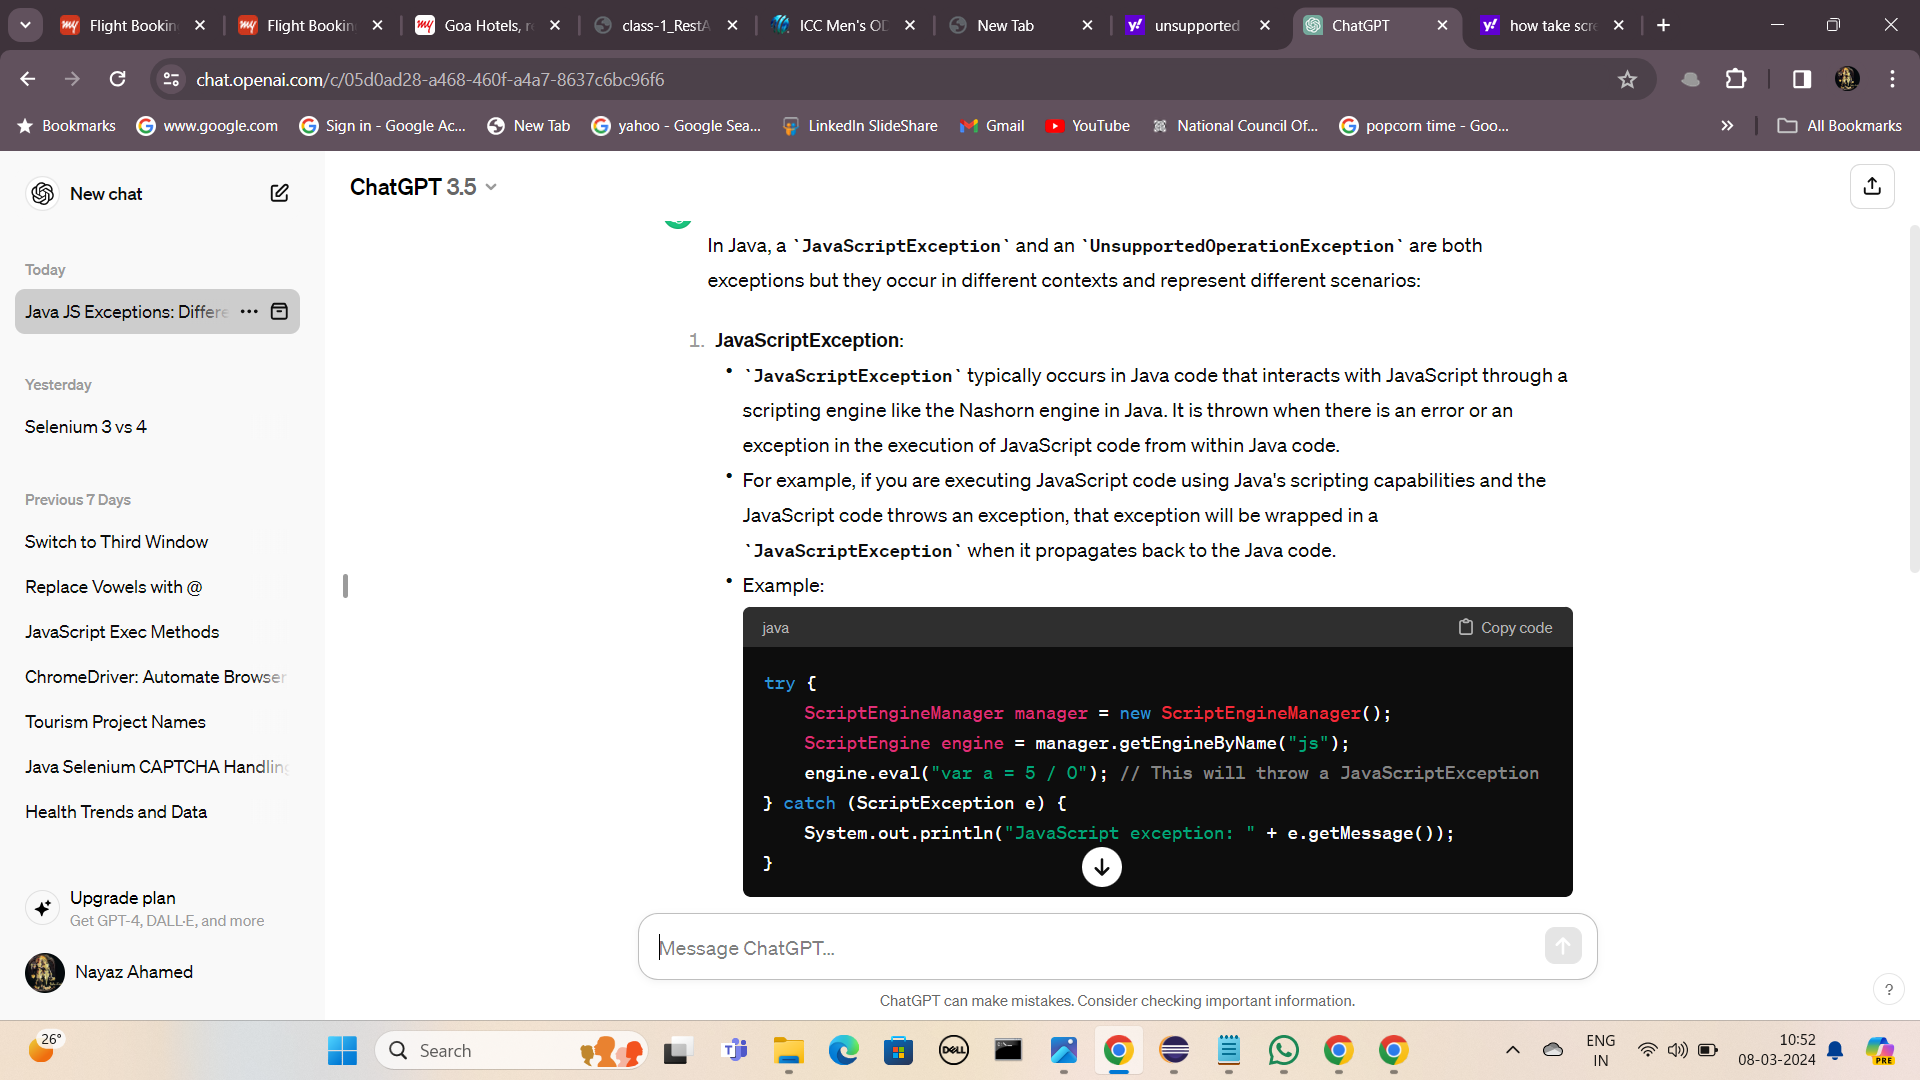 Flight Bookin
Flight Bookin
Goa Hotels, r
class-1_RestA
ICC Men's OD
New Tab
unsupported
ChatGPT
how take scre
chat.openai.com/c/05d0ad28-a468-460f-a4a7-8637c6bc96f6
Bookmarks
www.google.com
Sign in - Google Ac...
New Tab
yahoo - Google Sea...
LinkedIn SlideShare
Gmail
YouTube
National Council Of...
popcorn time - Goo...
All Bookmarks
New chat
Today
Java JS Exceptions: Differe
Yesterday
Selenium 3 vs 4
Previous 7 Days
Switch to Third Window
Replace Vowels with @
JavaScript Exec Methods
ChromeDriver: Automate Browser
Tourism Project Names
Java Selenium CAPTCHA Handling
Health Trends and Data
Upgrade plan
Get GPT-4, DALL·E, and more
Nayaz Ahamed
ChatGPT 3.5
In Java, a `JavaScriptException` and an `UnsupportedOperationException` are both
exceptions but they occur in different contexts and represent different scenarios:
1. JavaScriptException:
• `JavaScriptException` typically occurs in Java code that interacts with JavaScript through a
scripting engine like the Nashorn engine in Java. It is thrown when there is an error or an
exception in the execution of JavaScript code from within Java code.
• For example, if you are executing JavaScript code using Java's scripting capabilities and the
JavaScript code throws an exception, that exception will be wrapped in a
`JavaScriptException` when it propagates back to the Java code.
• Example:
java
Copy code
try {
ScriptEngineManager manager = new ScriptEngineManager();
ScriptEngine engine = manager.getEngineByName("js");
engine.eval("var a = 5 / 0"); // This will throw a JavaScriptException
} catch (ScriptException e) {
System.out.println("JavaScript exception: " + e.getMessage());
}
Message ChatGPT...
ChatGPT can make mistakes. Consider checking important information.
?
26°
Search
DELL
ENG
IN
10:52
08-03-2024
PRE